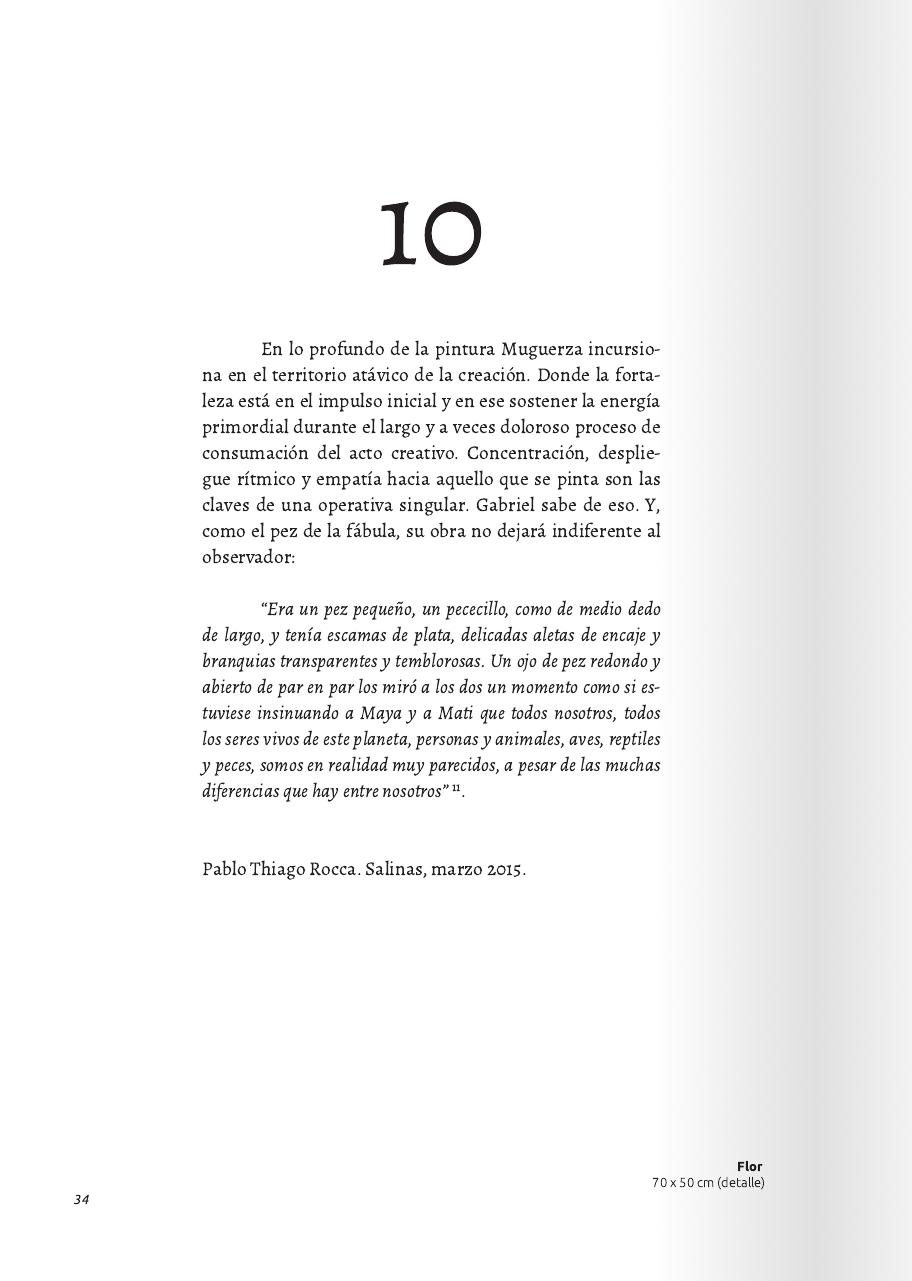 10
En lo profundo de la pintura Muguerza incursio-
na en el territorio atávico de la creación. Donde la forta-
leza está en el impulso inicial y en ese sostener la energía
primordial durante el largo y a veces doloroso proceso de
consumación del acto creativo. Concentración, desplie-
gue rítmico y empatía hacia aquello que se pinta son las
claves de una operativa singular. Gabriel sabe de eso. Y,
como el pez de la fábula, su obra no dejará indiferente al
observador:
“Era un pez pequeño, un pececillo, como de medio dedo
de largo, y tenía escamas de plata, delicadas aletas de encaje y
branquias transparentes y temblorosas. Un ojo de pez redondo y
abierto de par en par los miró a los dos un momento como si es-
tuviese insinuando a Maya y a Mati que todos nosotros, todos
los seres vivos de este planeta, personas y animales, aves, reptiles
y peces, somos en realidad muy parecidos, a pesar de las muchas
diferencias que hay entre nosotros” 11.
Pablo Thiago Rocca. Salinas, marzo 2015.
Flor
70 x 50 cm (detalle)
34